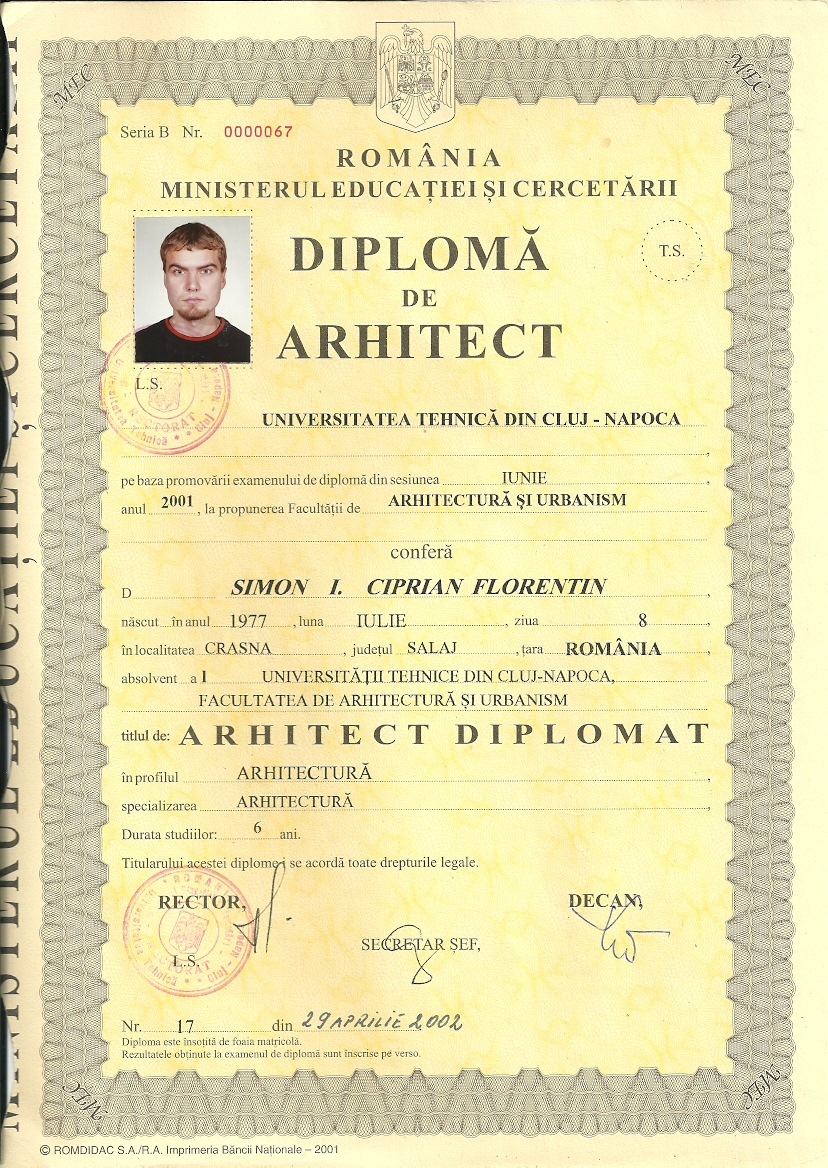 MEC
MEC
Seria B Nr. 0000067
ROMÂNIA
MINISTERUL EDUCAȚIEI ȘI CERCETĂRII
DIPLOMĂ
DE
ARHITECT
T.S.
L.S.
UNIVERSITATEA TEHNICĂ DIN CLUJ - NAPOCA
pe baza promovării examenului de diplomă din sesiunea IUNIE,
anul 2001, la propunerea Facultății de ARHITECTURĂ ȘI URBANISM
conferă
D SIMON I. CIPRIAN FLORENTIN,
născut în anul 1977, luna IULIE, ziua 8,
în localitatea CRASNA, județul SALAJ, țara ROMÂNIA
absolvent al UNIVERSITĂȚII TEHNICE DIN CLUJ-NAPOCA,
FACULTATEA DE ARHITECTURĂ ȘI URBANISM
titlul de: ARHITECT DIPLOMAT
în profilul ARHITECTURĂ,
specializarea ARHITECTURĂ,
Durata studiilor: 6 ani.
Titularului acestei diplome i se acordă toate drepturile legale.
RECTOR,
DECAN,
SECRETAR ȘEF,
L.S.
Nr. 17 din 29 APRILIE 2002
Diploma este însoțită de foaia matricolă.
Rezultatele obținute la examenul de diplomă sunt înscrise pe verso.
MEC
MEC
© ROMDIDAC S.A./R.A. Imprimeria Băncii Naționale – 2001